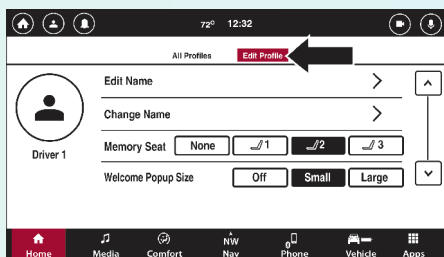 72° 12:32
All Profiles Edit Profile
Edit Name
Change Name
Driver 1
Memory Seat None 1 2 3
Welcome Popup Size Off Small Large
NW
0
Home Media Comfort Nav Phone Vehicle Apps